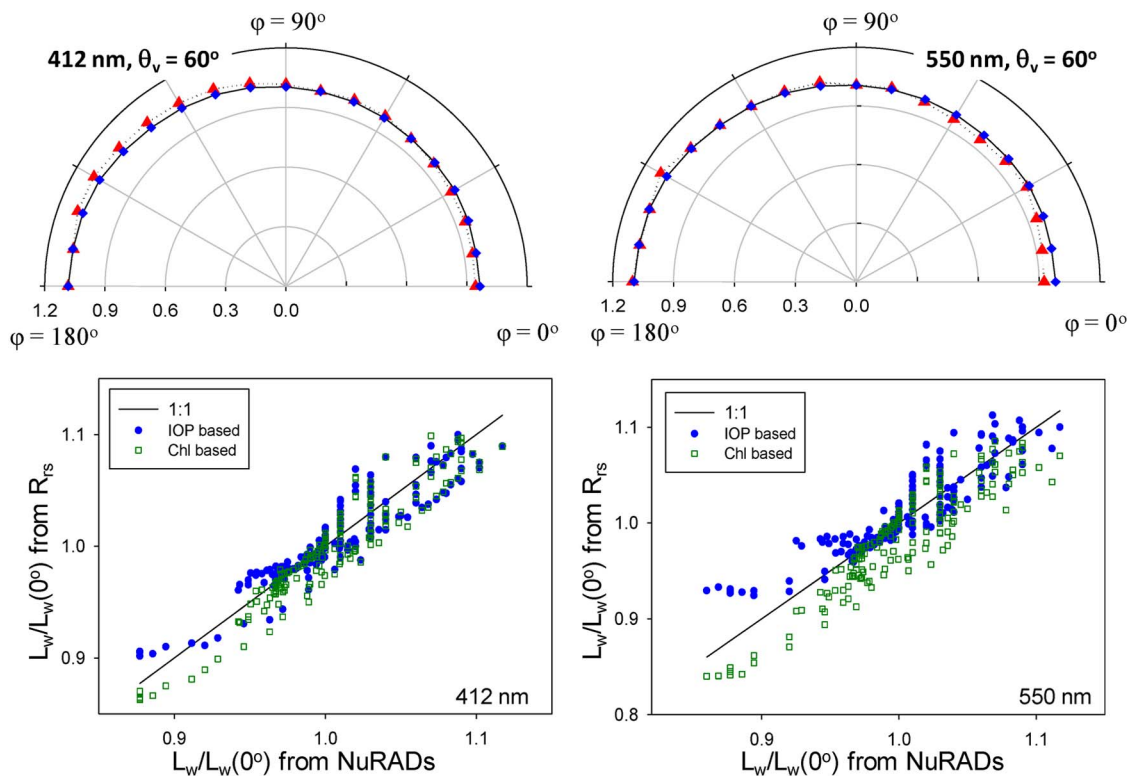 φ = 90°
412 nm, θv = 60°
1.2 0.9 0.6 0.3 0.0
φ = 180°
φ = 0°
φ = 90°
550 nm, θv = 60°
1.2 0.9 0.6 0.3 0.0
φ = 180°
φ = 0°
1:1
IOP based
Chl based
1.1
1.0
0.9
Lw/Lw(0°) from Rrs
412 nm
0.9 1.0 1.1
Lw/Lw(0°) from NuRADs
1:1
IOP based
Chl based
1.1
1.0
0.9
0.8
Lw/Lw(0°) from Rrs
550 nm
0.9 1.0 1.1
Lw/Lw(0°) from NuRADs